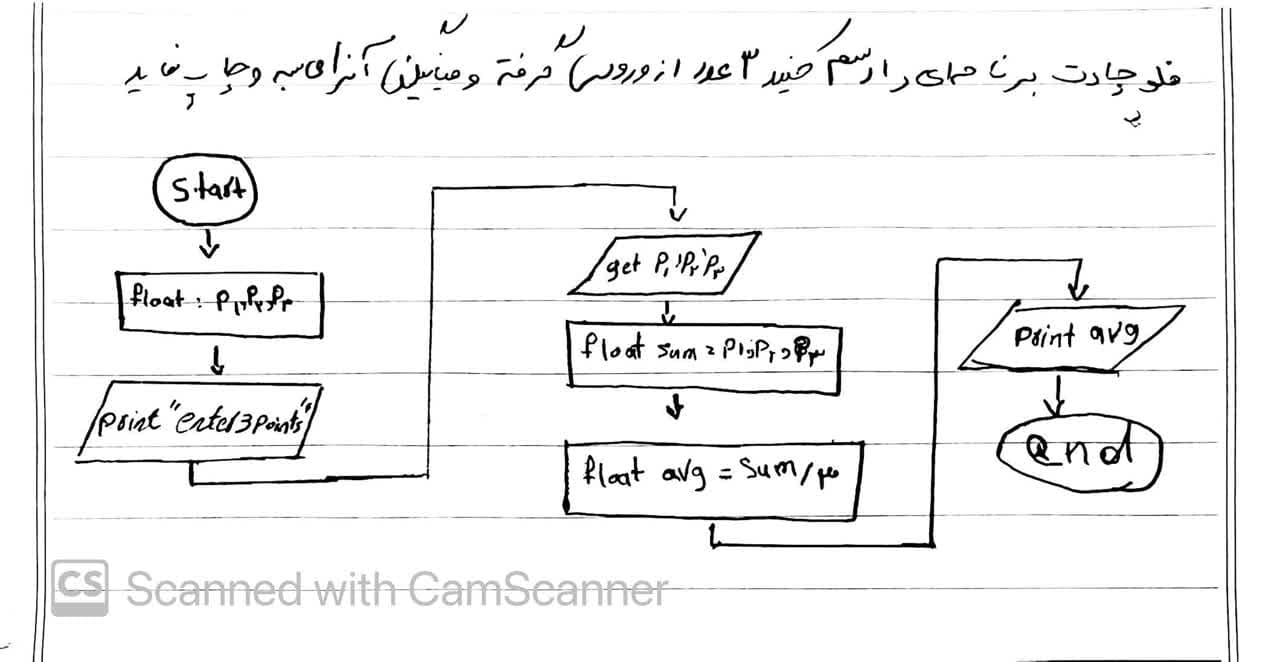 فلوچارت برنامه‌ای را رسم کنید ۳ عدد از ورودی گرفته و میانگین آنرا محاسبه و چاپ نماید
start
float : P۱,P۲,P۳
print "enter 3 points"
get P۱,P۲,P۳
float sum = P۱,P۲,P۳
float avg = sum/۳
print avg
end
CS Scanned with CamScanner